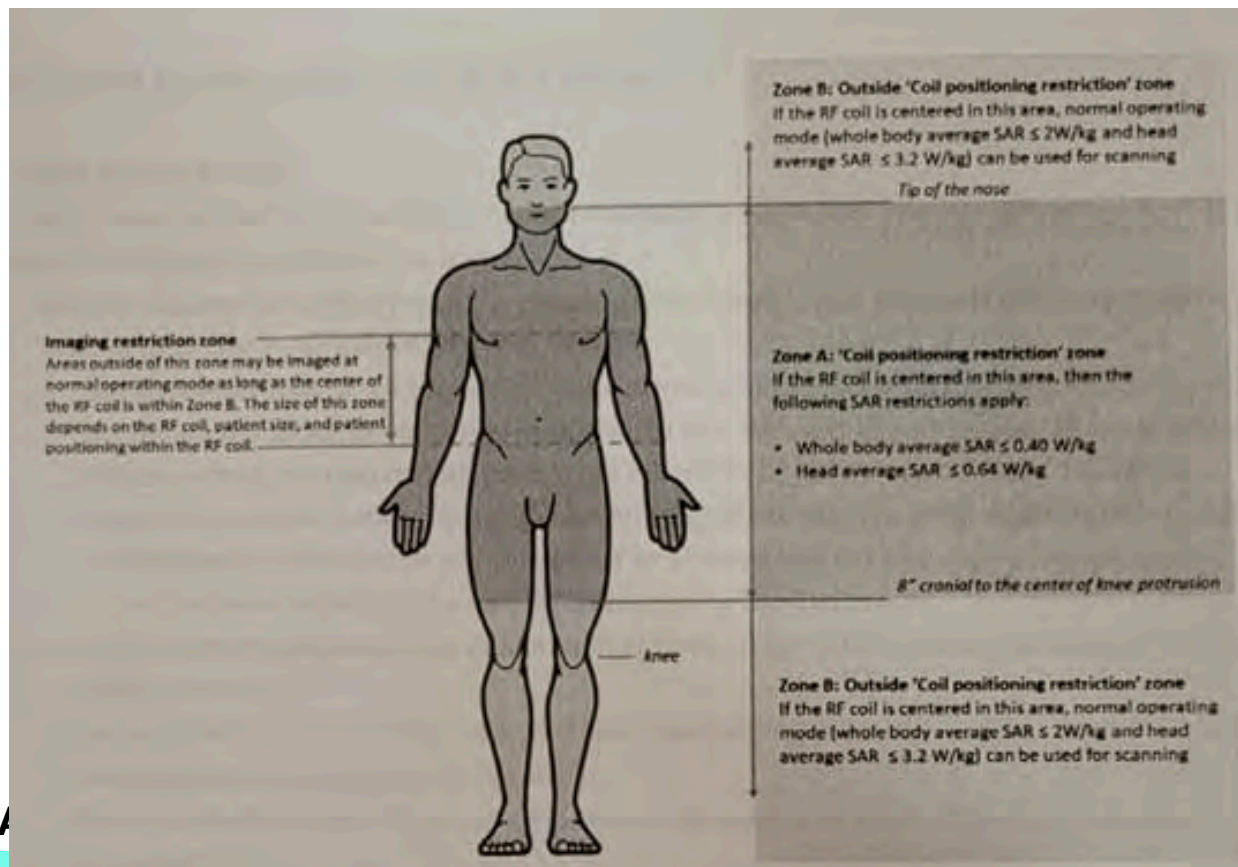 Zone B: Outside 'Coil positioning restriction' zone
If the RF coil is centered in this area, normal operating
mode (whole body average SAR ≤ 2W/kg and head
average SAR ≤ 3.2 W/kg) can be used for scanning
Tip of the nose
Imaging restriction zone
Areas outside of this zone may be imaged at
normal operating mode as long as the center of
the RF coil is within Zone B. The size of this zone
depends on the RF coil, patient size, and patient
positioning within the RF coil.
Zone A: 'Coil positioning restriction' zone
If the RF coil is centered in this area, then the
following SAR restrictions apply:
• Whole body average SAR ≤ 0.40 W/kg
• Head average SAR ≤ 0.64 W/kg
8" cranial to the center of knee protrusion
knee
Zone B: Outside 'Coil positioning restriction' zone
If the RF coil is centered in this area, normal operating
mode (whole body average SAR ≤ 2W/kg and head
average SAR ≤ 3.2 W/kg) can be used for scanning